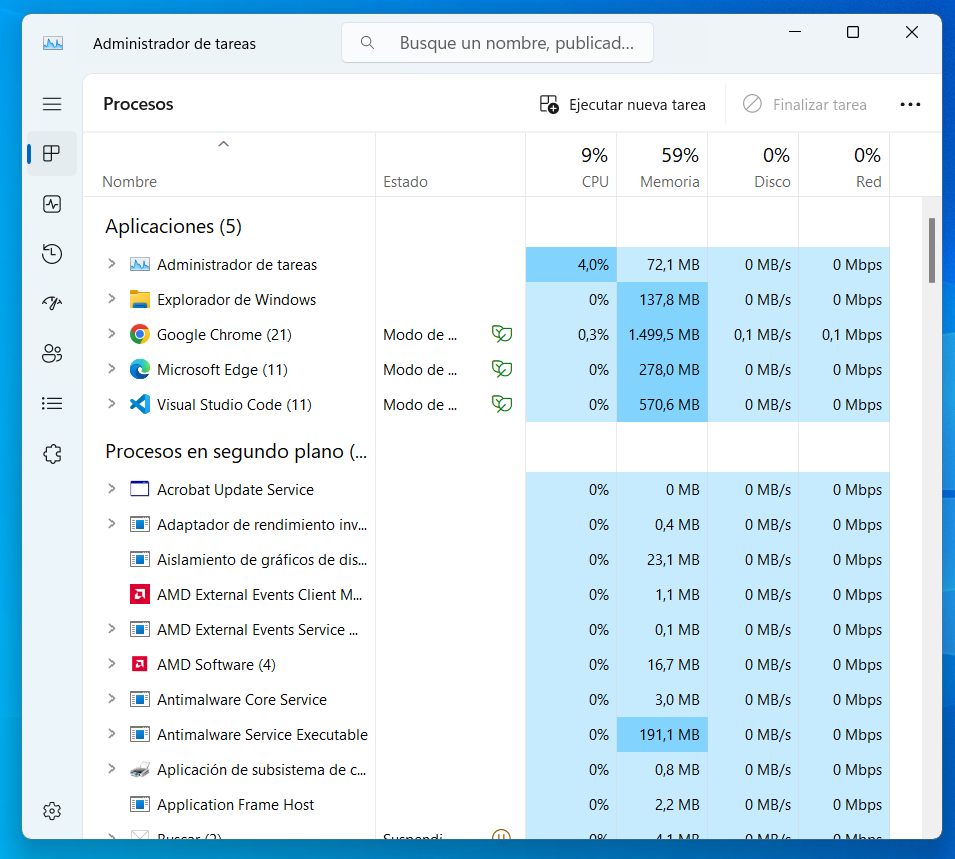 Administrador de tareas
Busque un nombre, publicad...
Procesos
Ejecutar nueva tarea
Finalizar tarea
9% 59% 0% 0%
Nombre Estado CPU Memoria Disco Red
Aplicaciones (5)
Administrador de tareas 4,0% 72,1 MB 0 MB/s 0 Mbps
Explorador de Windows 0% 137,8 MB 0 MB/s 0 Mbps
Google Chrome (21) Modo de ... 0,3% 1.499,5 MB 0,1 MB/s 0,1 Mbps
Microsoft Edge (11) Modo de ... 0% 278,0 MB 0 MB/s 0 Mbps
Visual Studio Code (11) Modo de ... 0% 570,6 MB 0 MB/s 0 Mbps
Procesos en segundo plano (...
Acrobat Update Service 0% 0 MB 0 MB/s 0 Mbps
Adaptador de rendimiento inv... 0% 0,4 MB 0 MB/s 0 Mbps
Aislamiento de gráficos de dis... 0% 23,1 MB 0 MB/s 0 Mbps
AMD External Events Client M... 0% 1,1 MB 0 MB/s 0 Mbps
AMD External Events Service ... 0% 0,1 MB 0 MB/s 0 Mbps
AMD Software (4) 0% 16,7 MB 0 MB/s 0 Mbps
Antimalware Core Service 0% 3,0 MB 0 MB/s 0 Mbps
Antimalware Service Executable 0% 191,1 MB 0 MB/s 0 Mbps
Aplicación de subsistema de c... 0% 0,8 MB 0 MB/s 0 Mbps
Application Frame Host 0% 2,2 MB 0 MB/s 0 Mbps
Buscar (2) Suspendi... 0% 4,1 MB 0 MB/s 0 Mbps